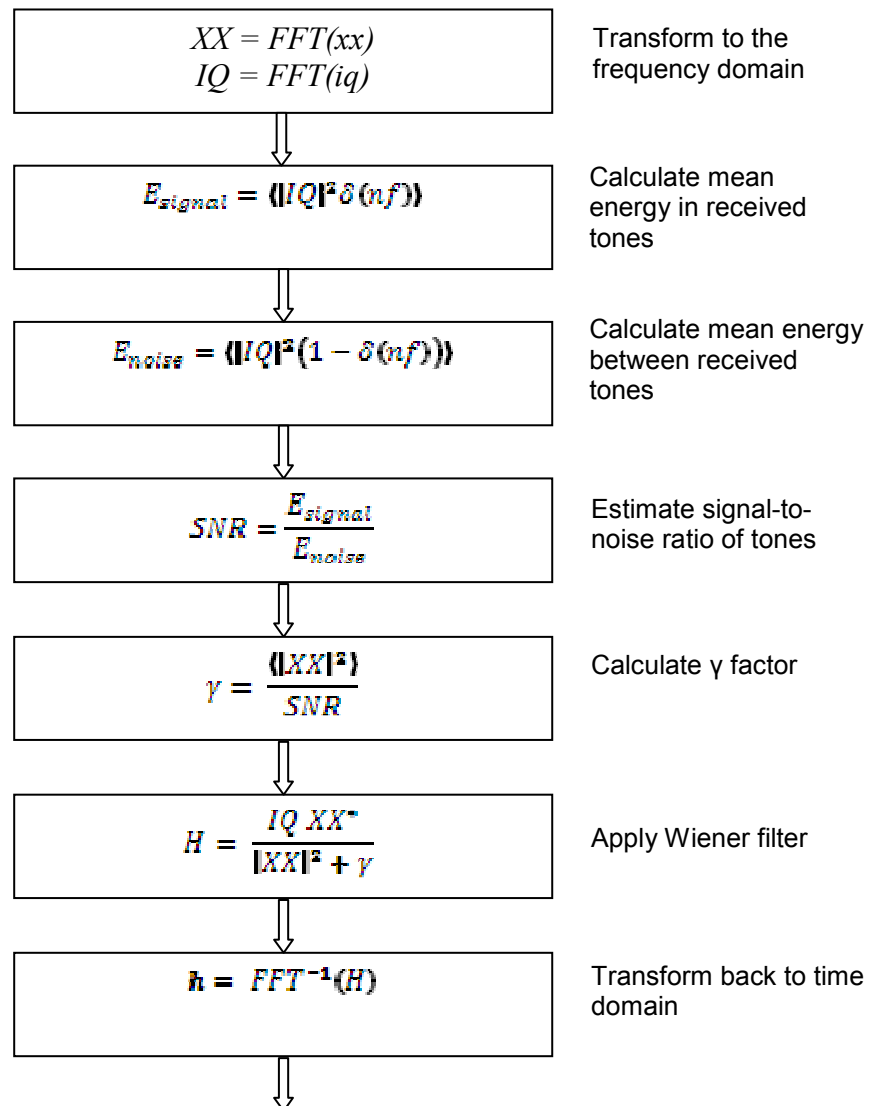 XX = FFT(xx)
IQ = FFT(iq)
Transform to the
frequency domain
E_signal = ⟨|IQ|²δ(nf)⟩
Calculate mean
energy in received
tones
E_noise = ⟨|IQ|²(1 − δ(nf))⟩
Calculate mean energy
between received
tones
SNR = E_signal / E_noise
Estimate signal-to-
noise ratio of tones
γ = ⟨|XX|²⟩ / SNR
Calculate γ factor
H = IQ XX* / |XX|² + γ
Apply Wiener filter
h = FFT⁻¹(H)
Transform back to time
domain